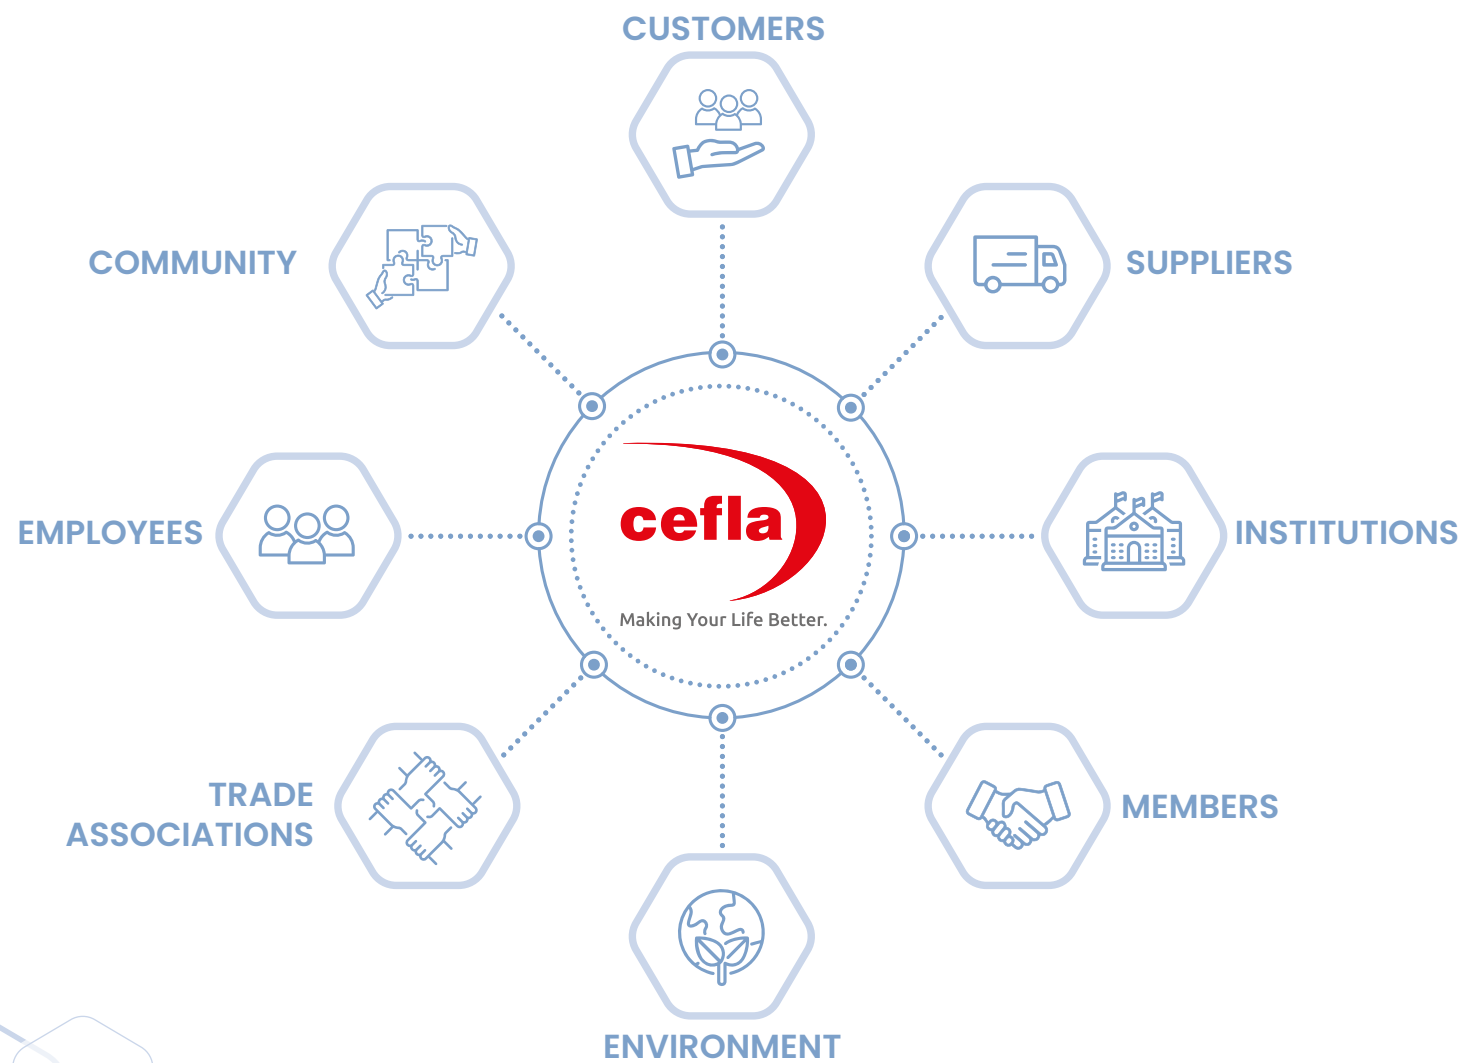 CUSTOMERS
COMMUNITY
SUPPLIERS
cefla
Making Your Life Better.
EMPLOYEES
INSTITUTIONS
TRADE
ASSOCIATIONS
MEMBERS
ENVIRONMENT